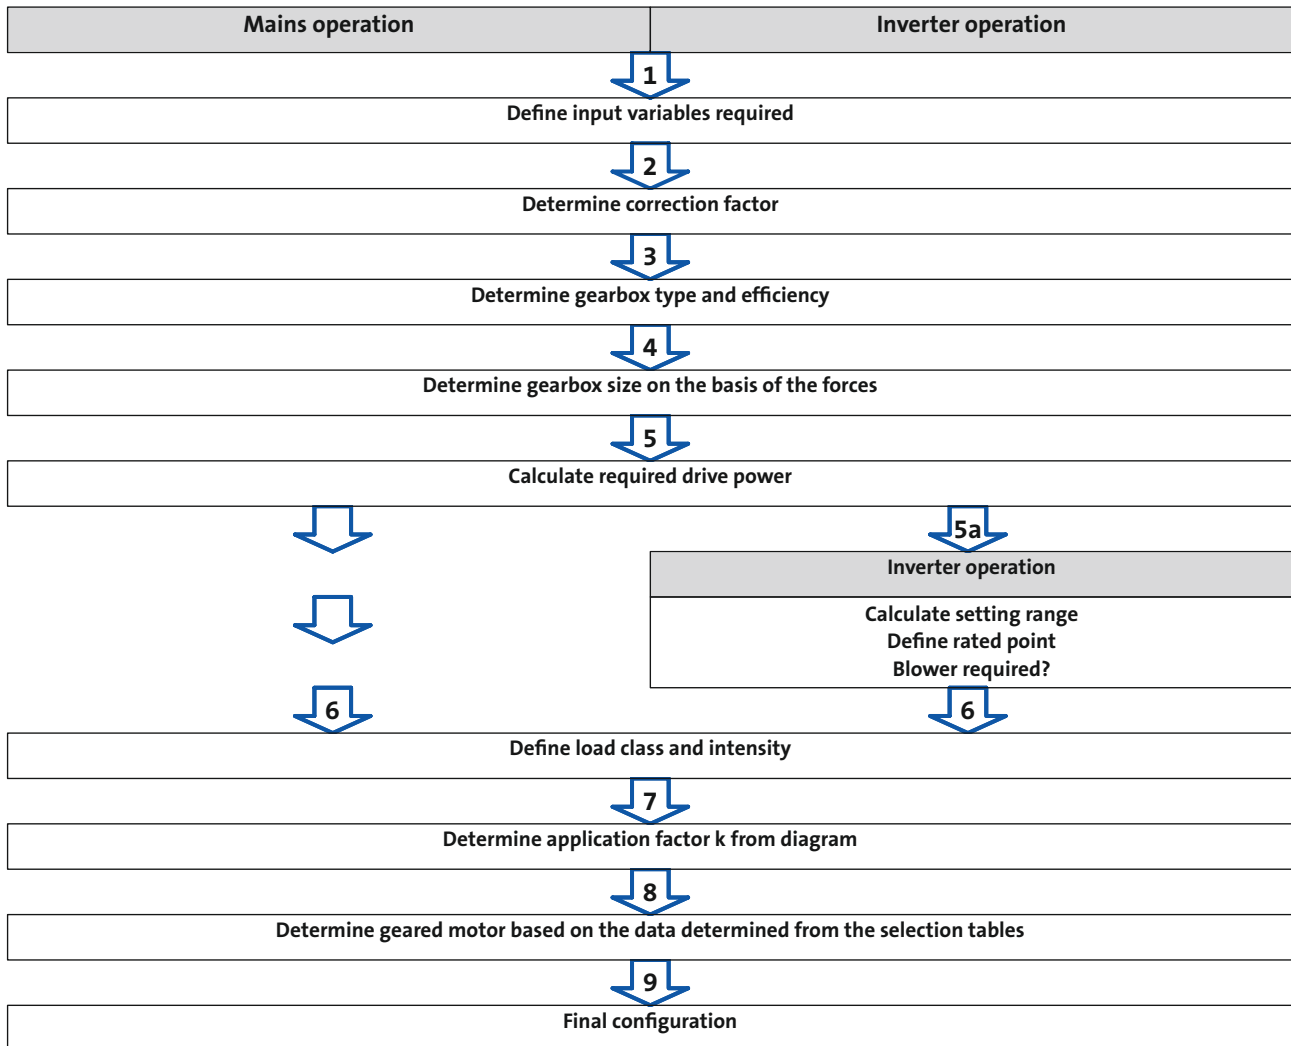 Mains operation
Inverter operation
1
Define input variables required
2
Determine correction factor
3
Determine gearbox type and efficiency
4
Determine gearbox size on the basis of the forces
5
Calculate required drive power
5a
Inverter operation
Calculate setting range
Define rated point
Blower required?
6
6
Define load class and intensity
7
Determine application factor k from diagram
8
Determine geared motor based on the data determined from the selection tables
9
Final configuration